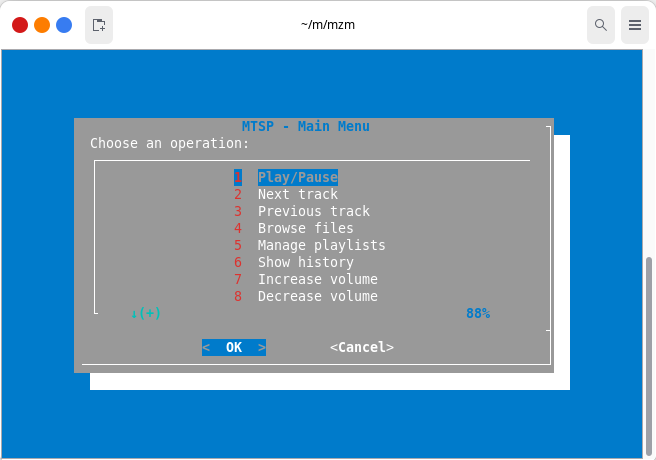 ~/m/mzm
MTSP - Main Menu
Choose an operation:
1 Play/Pause
2 Next track
3 Previous track
4 Browse files
5 Manage playlists
6 Show history
7 Increase volume
8 Decrease volume
↓(+) 88%
< OK > <Cancel>